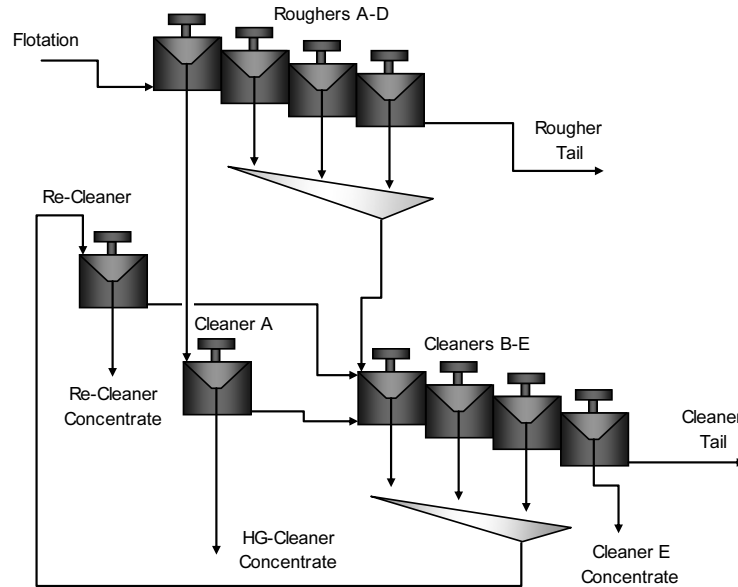 Roughers A-D
Flotation
Rougher
Tail
Re-Cleaner
Cleaner A
Cleaners B-E
Re-Cleaner
Concentrate
Cleaner
Tail
HG-Cleaner
Concentrate
Cleaner E
Concentrate